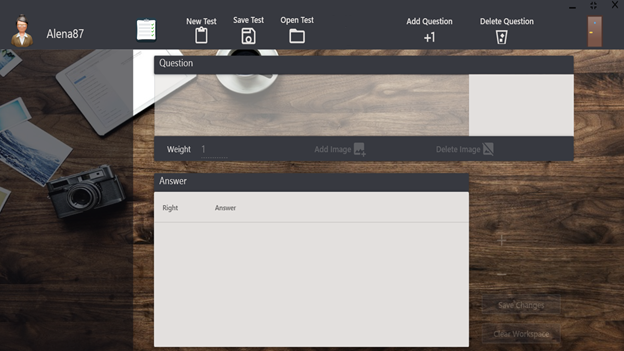 Alena87
New Test
Save Test
Open Test
Add Question
+1
Delete Question
Question
Weight 1
Add Image
Delete Image
Answer
Right Answer
Save Changes
Clear Workspace